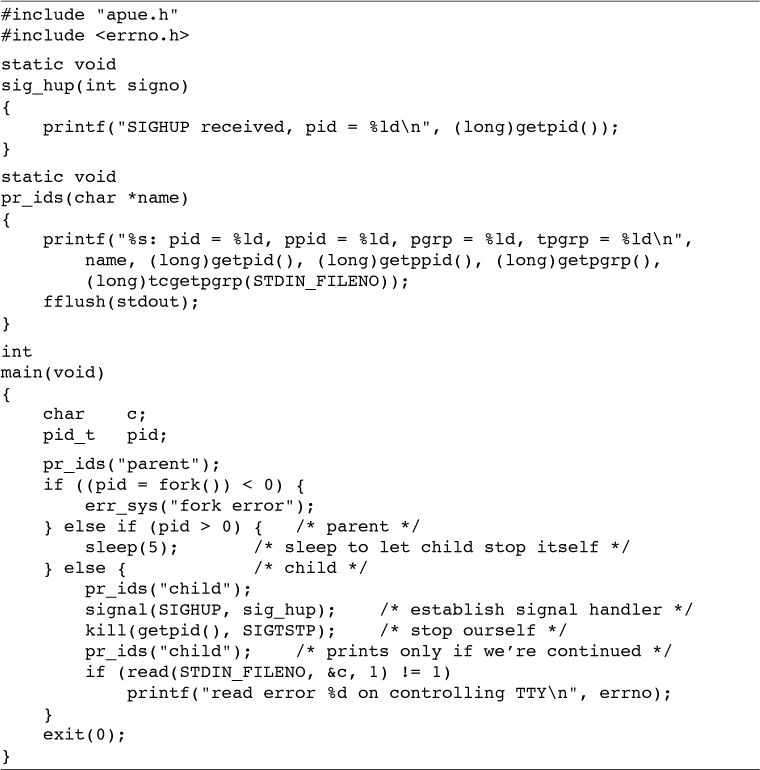 #include "apue.h"
#include <errno.h>
static void
sig_hup(int signo)
{
    printf("SIGHUP received, pid = %ld\n", (long)getpid());
}
static void
pr_ids(char *name)
{
    printf("%s: pid = %ld, ppid = %ld, pgrp = %ld, tpgrp = %ld\n",
        name, (long)getpid(), (long)getppid(), (long)getpgrp(),
        (long)tcgetpgrp(STDIN_FILENO));
    fflush(stdout);
}
int
main(void)
{
    char    c;
    pid_t   pid;
    pr_ids("parent");
    if ((pid = fork()) < 0) {
        err_sys("fork error");
    } else if (pid > 0) {   /* parent */
        sleep(5);       /* sleep to let child stop itself */
    } else {            /* child */
        pr_ids("child");
        signal(SIGHUP, sig_hup);    /* establish signal handler */
        kill(getpid(), SIGTSTP);    /* stop ourself */
        pr_ids("child");    /* prints only if we’re continued */
        if (read(STDIN_FILENO, &c, 1) != 1)
            printf("read error %d on controlling TTY\n", errno);
    }
    exit(0);
}